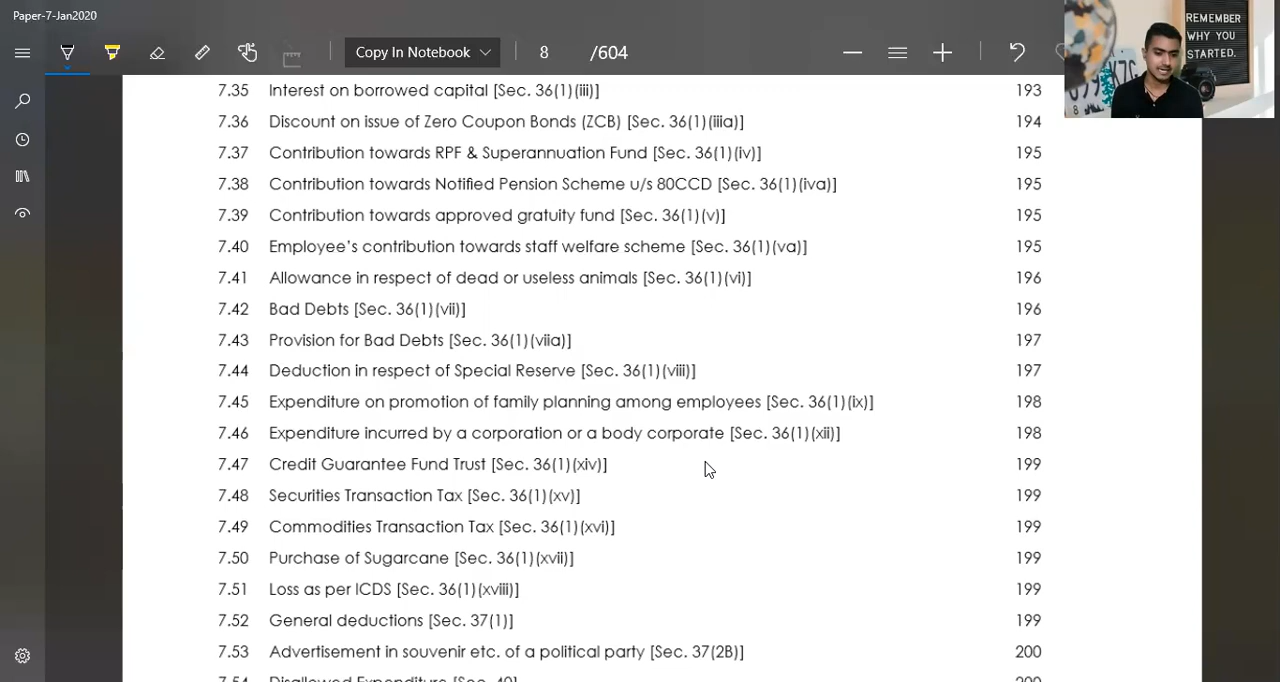 Paper-7-Jan2020
Copy In Notebook
8 /604
REMEMBER
WHY YOU
STARTED.
7.35 Interest on borrowed capital [Sec. 36(1)(iii)] 193
7.36 Discount on issue of Zero Coupon Bonds (ZCB) [Sec. 36(1)(iiia)] 194
7.37 Contribution towards RPF & Superannuation Fund [Sec. 36(1)(iv)] 195
7.38 Contribution towards Notified Pension Scheme u/s 80CCD [Sec. 36(1)(iva)] 195
7.39 Contribution towards approved gratuity fund [Sec. 36(1)(v)] 195
7.40 Employee's contribution towards staff welfare scheme [Sec. 36(1)(va)] 195
7.41 Allowance in respect of dead or useless animals [Sec. 36(1)(vi)] 196
7.42 Bad Debts [Sec. 36(1)(vii)] 196
7.43 Provision for Bad Debts [Sec. 36(1)(viia)] 197
7.44 Deduction in respect of Special Reserve [Sec. 36(1)(viii)] 197
7.45 Expenditure on promotion of family planning among employees [Sec. 36(1)(ix)] 198
7.46 Expenditure incurred by a corporation or a body corporate [Sec. 36(1)(xii)] 198
7.47 Credit Guarantee Fund Trust [Sec. 36(1)(xiv)] 199
7.48 Securities Transaction Tax [Sec. 36(1)(xv)] 199
7.49 Commodities Transaction Tax [Sec. 36(1)(xvi)] 199
7.50 Purchase of Sugarcane [Sec. 36(1)(xvii)] 199
7.51 Loss as per ICDS [Sec. 36(1)(xviii)] 199
7.52 General deductions [Sec. 37(1)] 199
7.53 Advertisement in souvenir etc. of a political party [Sec. 37(2B)] 200
7.54 Disallowed Expenditure [Sec. 40] 200